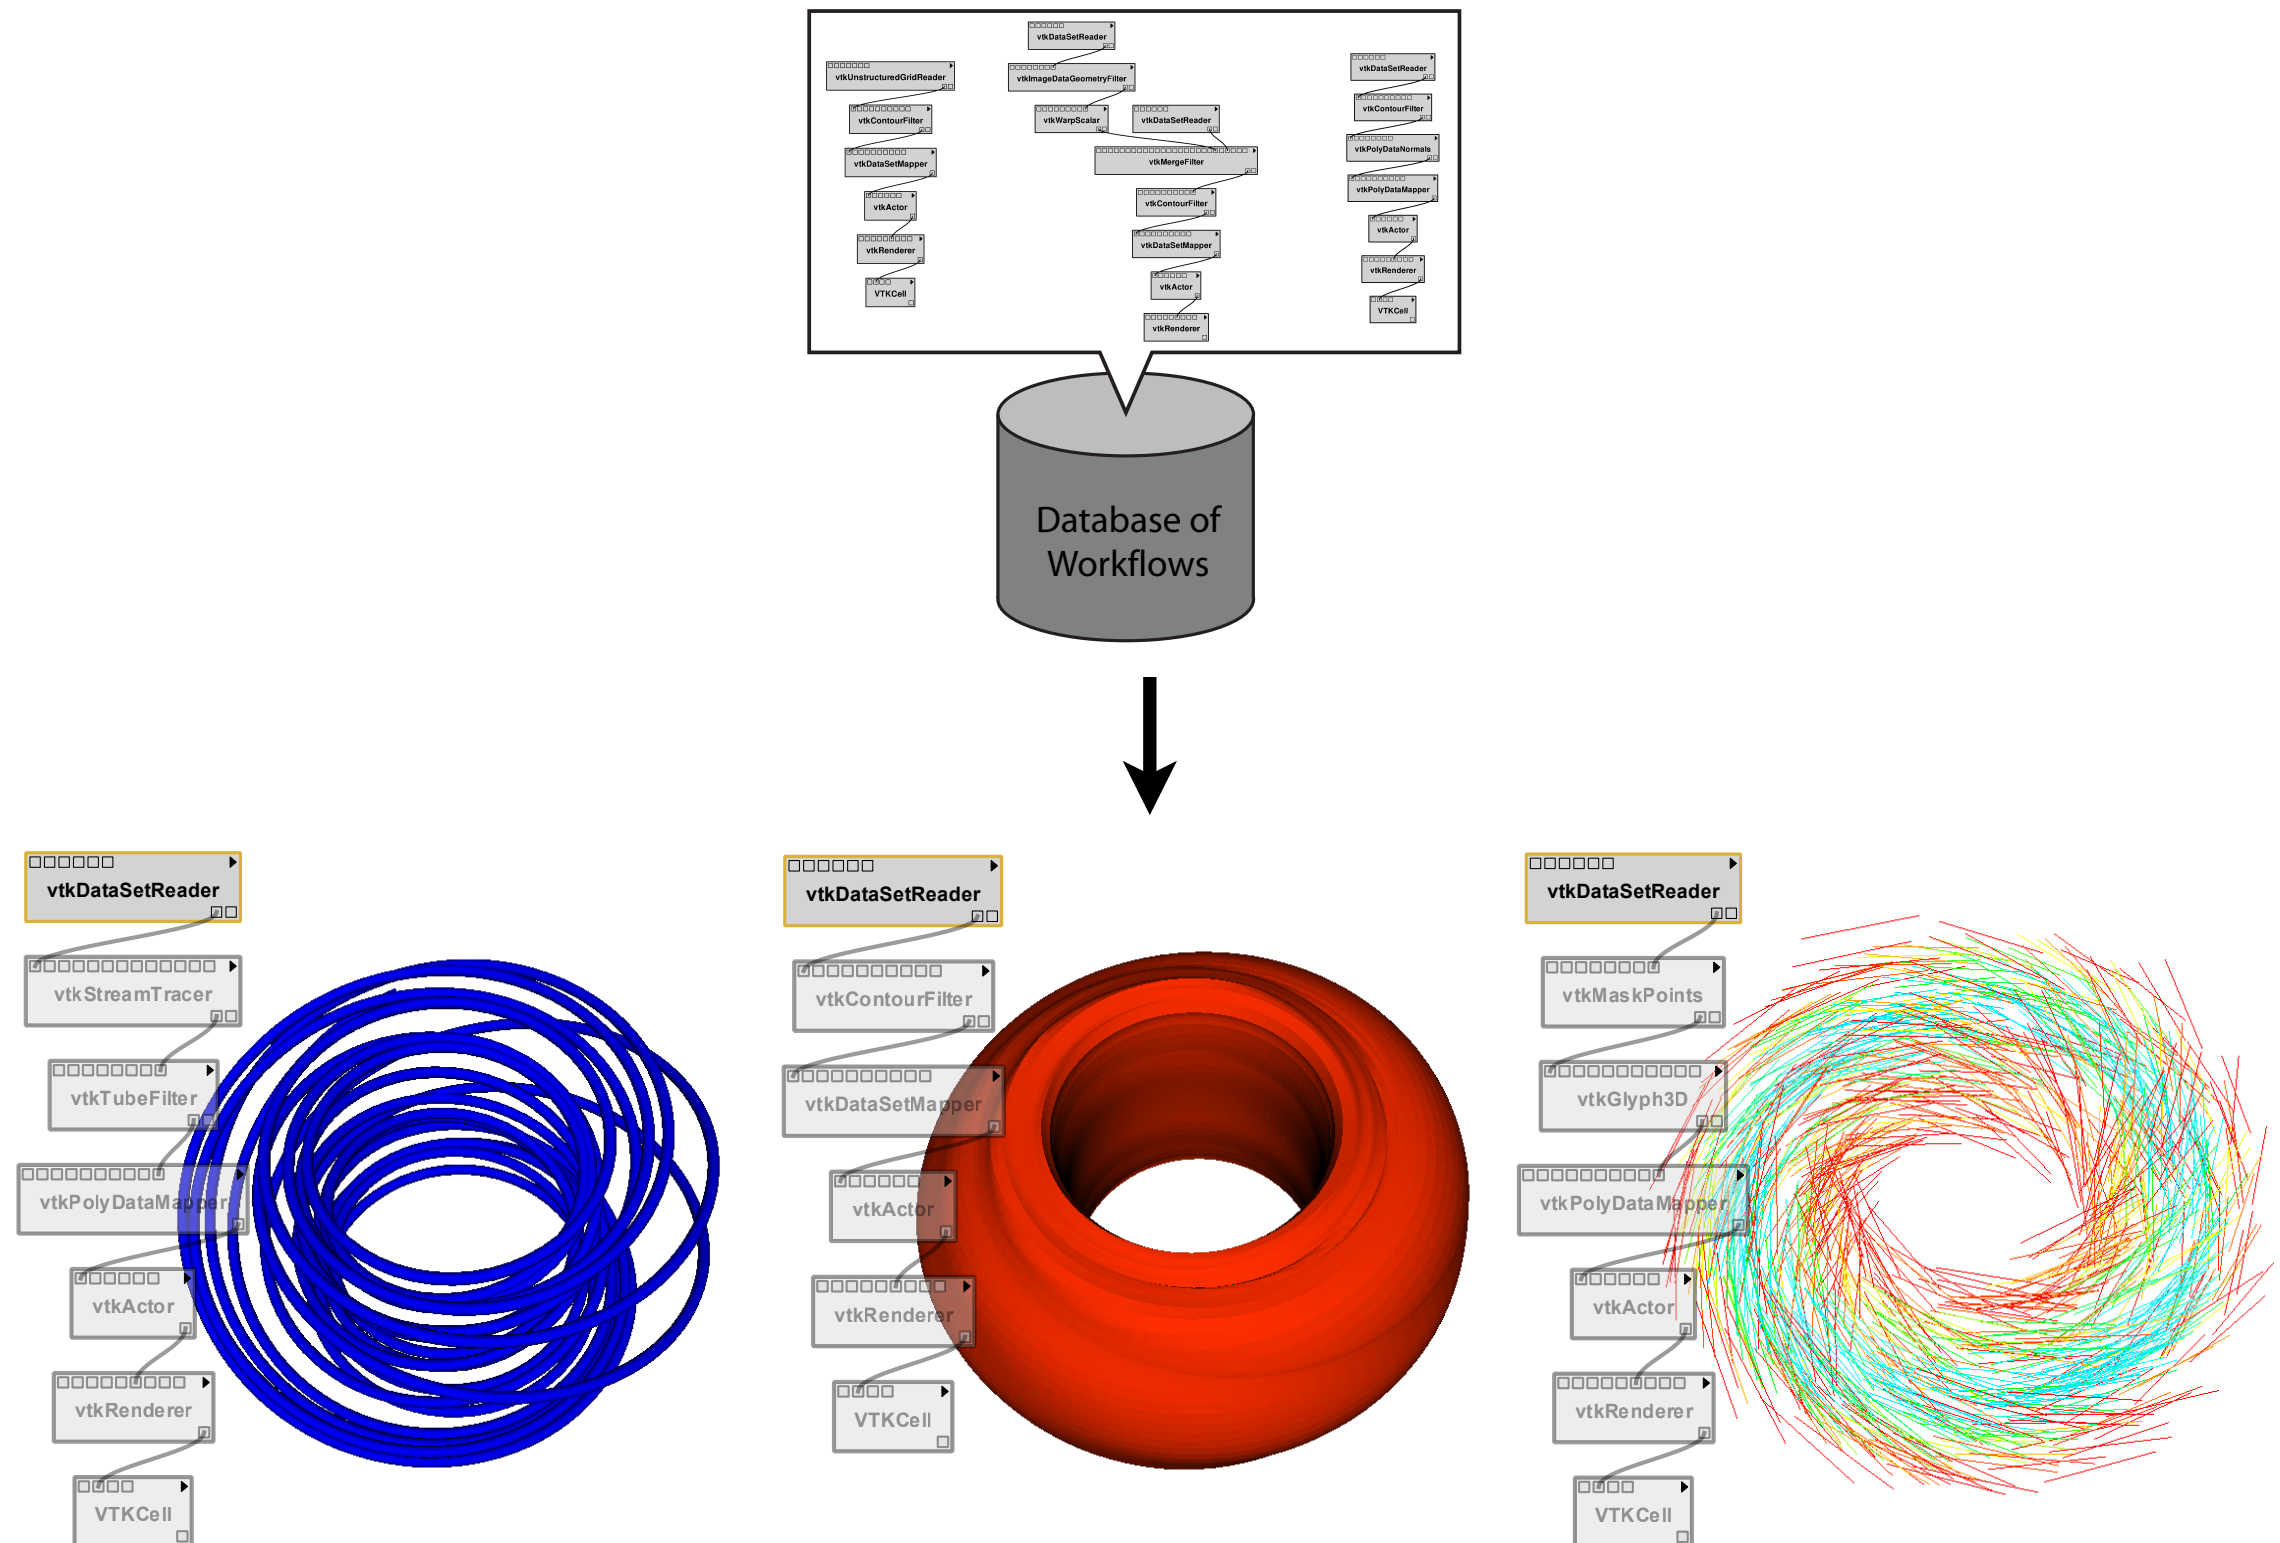 vtkUnstructuredGridReader
vtkContourFilter
vtkDataSetMapper
vtkActor
vtkRenderer
VTKCell
vtkDataSetReader
vtkImageDataGeometryFilter
vtkWarpScalar
vtkDataSetReader
vtkMergeFilter
vtkContourFilter
vtkDataSetMapper
vtkActor
vtkRenderer
vtkDataSetReader
vtkContourFilter
vtkPolyDataNormals
vtkPolyDataMapper
vtkActor
vtkRenderer
VTKCell
Database of
Workflows
vtkDataSetReader
vtkStreamTracer
vtkTubeFilter
vtkPolyDataMapper
vtkActor
vtkRenderer
VTKCell
vtkDataSetReader
vtkContourFilter
vtkDataSetMapper
vtkActor
vtkRenderer
VTKCell
vtkDataSetReader
vtkMaskPoints
vtkGlyph3D
vtkPolyDataMapper
vtkActor
vtkRenderer
VTKCell